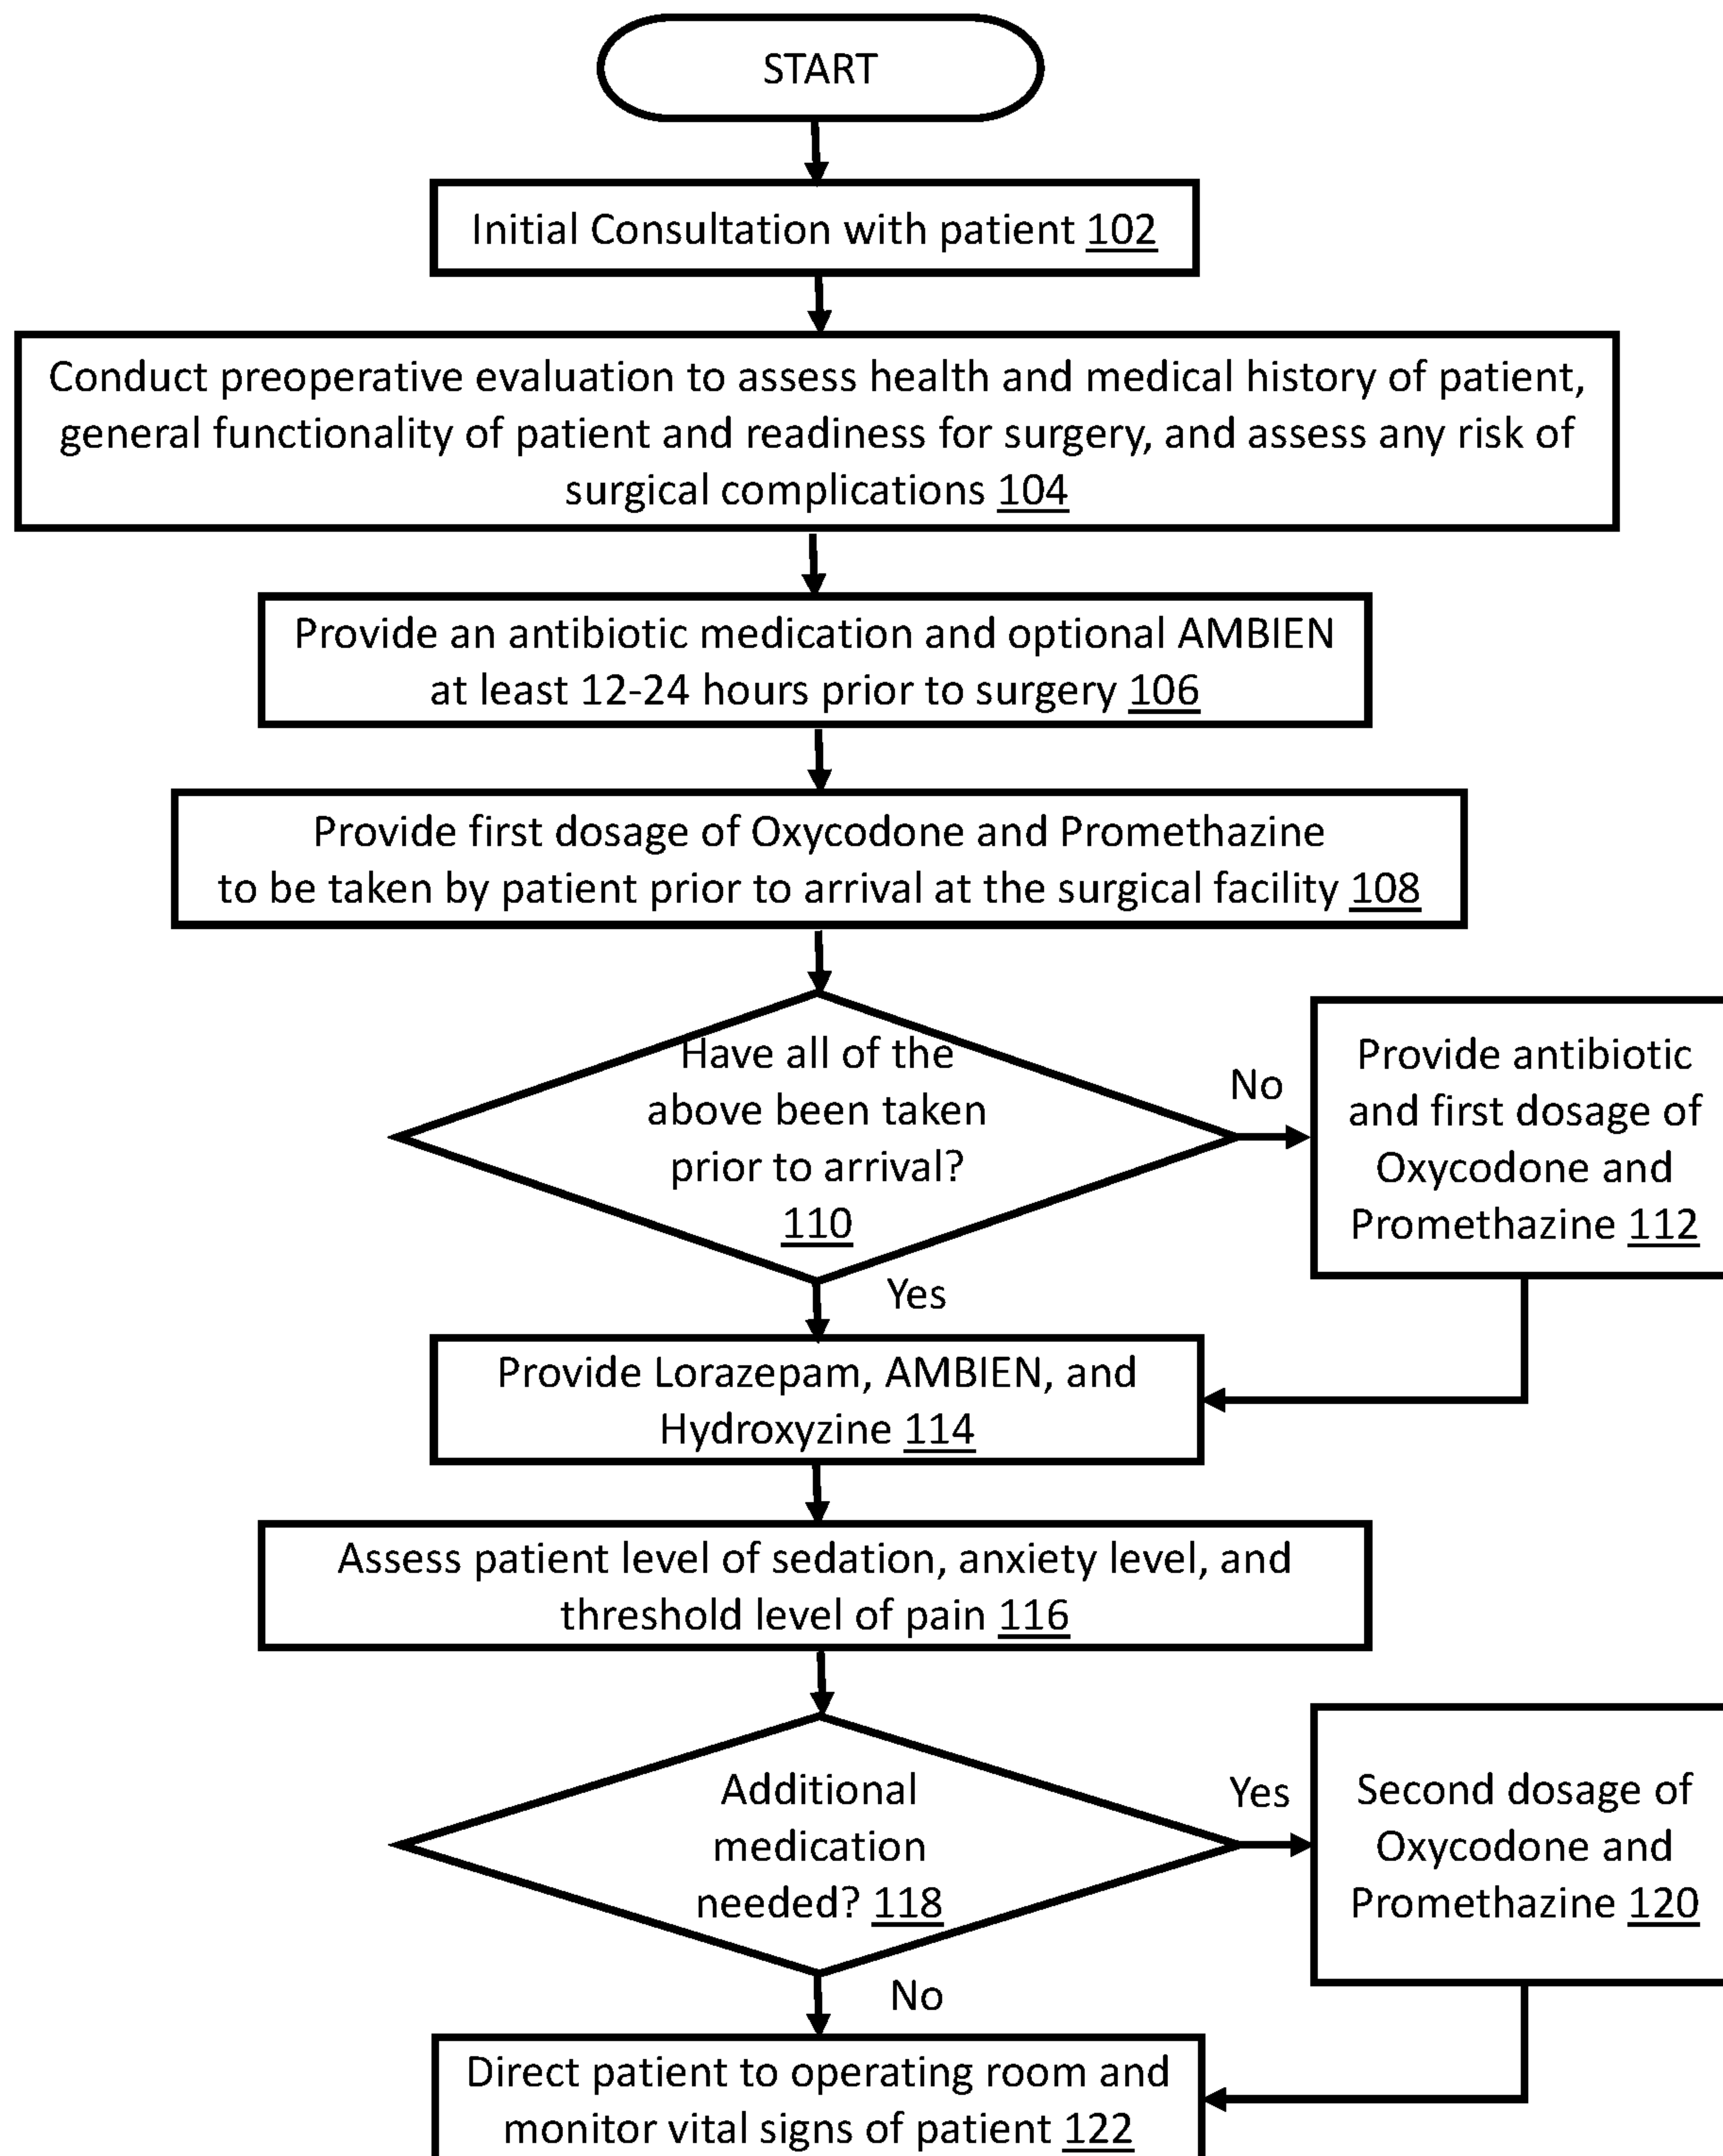 START
Initial Consultation with patient 102
Conduct preoperative evaluation to assess health and medical history of patient,
general functionality of patient and readiness for surgery, and assess any risk of
surgical complications 104
Provide an antibiotic medication and optional AMBIEN
at least 12-24 hours prior to surgery 106
Provide first dosage of Oxycodone and Promethazine
to be taken by patient prior to arrival at the surgical facility 108
Have all of the
above been taken
prior to arrival?
110
No
Provide antibiotic
and first dosage of
Oxycodone and
Promethazine 112
Yes
Provide Lorazepam, AMBIEN, and
Hydroxyzine 114
Assess patient level of sedation, anxiety level, and
threshold level of pain 116
Additional
medication
needed? 118
Yes
Second dosage of
Oxycodone and
Promethazine 120
No
Direct patient to operating room and
monitor vital signs of patient 122